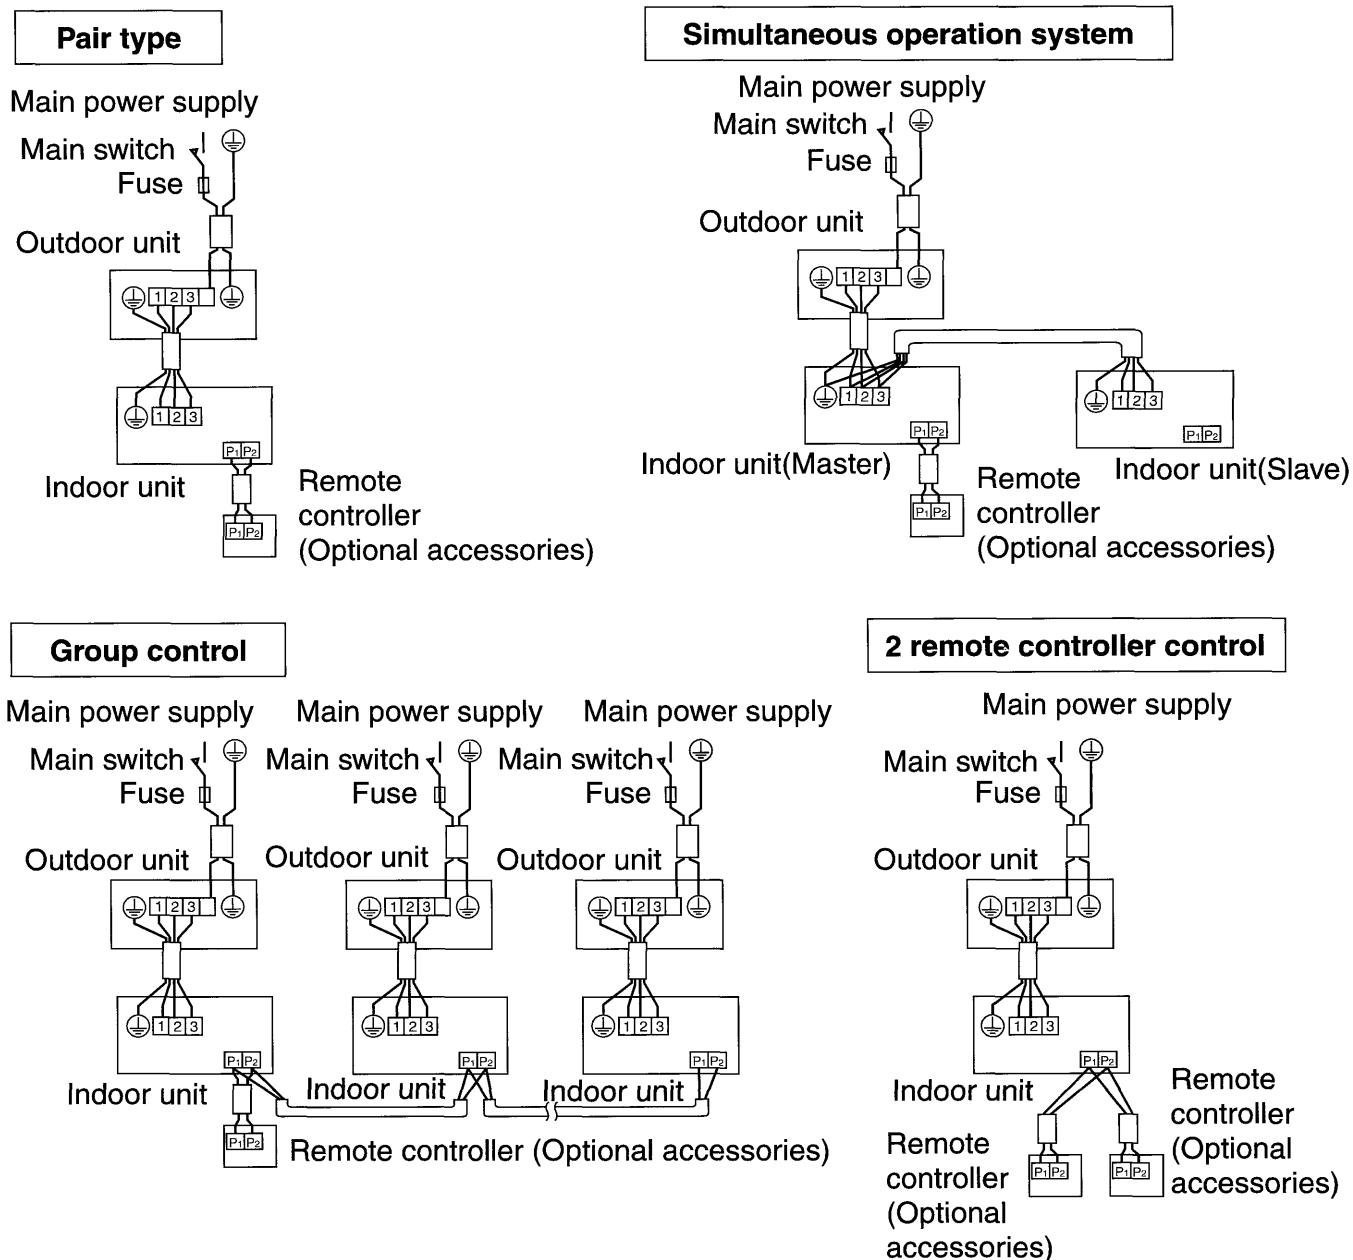 Pair type
Main power supply
Main switch
Fuse
Outdoor unit
1 2 3
1 2 3
P1 P2
Indoor unit
Remote
controller
(Optional accessories)
P1 P2
Simultaneous operation system
Main power supply
Main switch
Fuse
Outdoor unit
1 2 3
1 2 3
1 2 3
P1 P2
P1 P2
Indoor unit(Master)
Indoor unit(Slave)
Remote
controller
(Optional accessories)
P1 P2
Group control
Main power supply
Main power supply
Main power supply
Main switch
Main switch
Main switch
Fuse
Fuse
Fuse
Outdoor unit
Outdoor unit
Outdoor unit
1 2 3
1 2 3
1 2 3
1 2 3
1 2 3
1 2 3
P1 P2
P1 P2
P1 P2
Indoor unit
Indoor unit
Indoor unit
P1 P2
Remote controller (Optional accessories)
2 remote controller control
Main power supply
Main switch
Fuse
Outdoor unit
1 2 3
1 2 3
P1 P2
Indoor unit
Remote
controller
(Optional
accessories)
P1 P2
Remote
controller
(Optional
accessories)
P1 P2